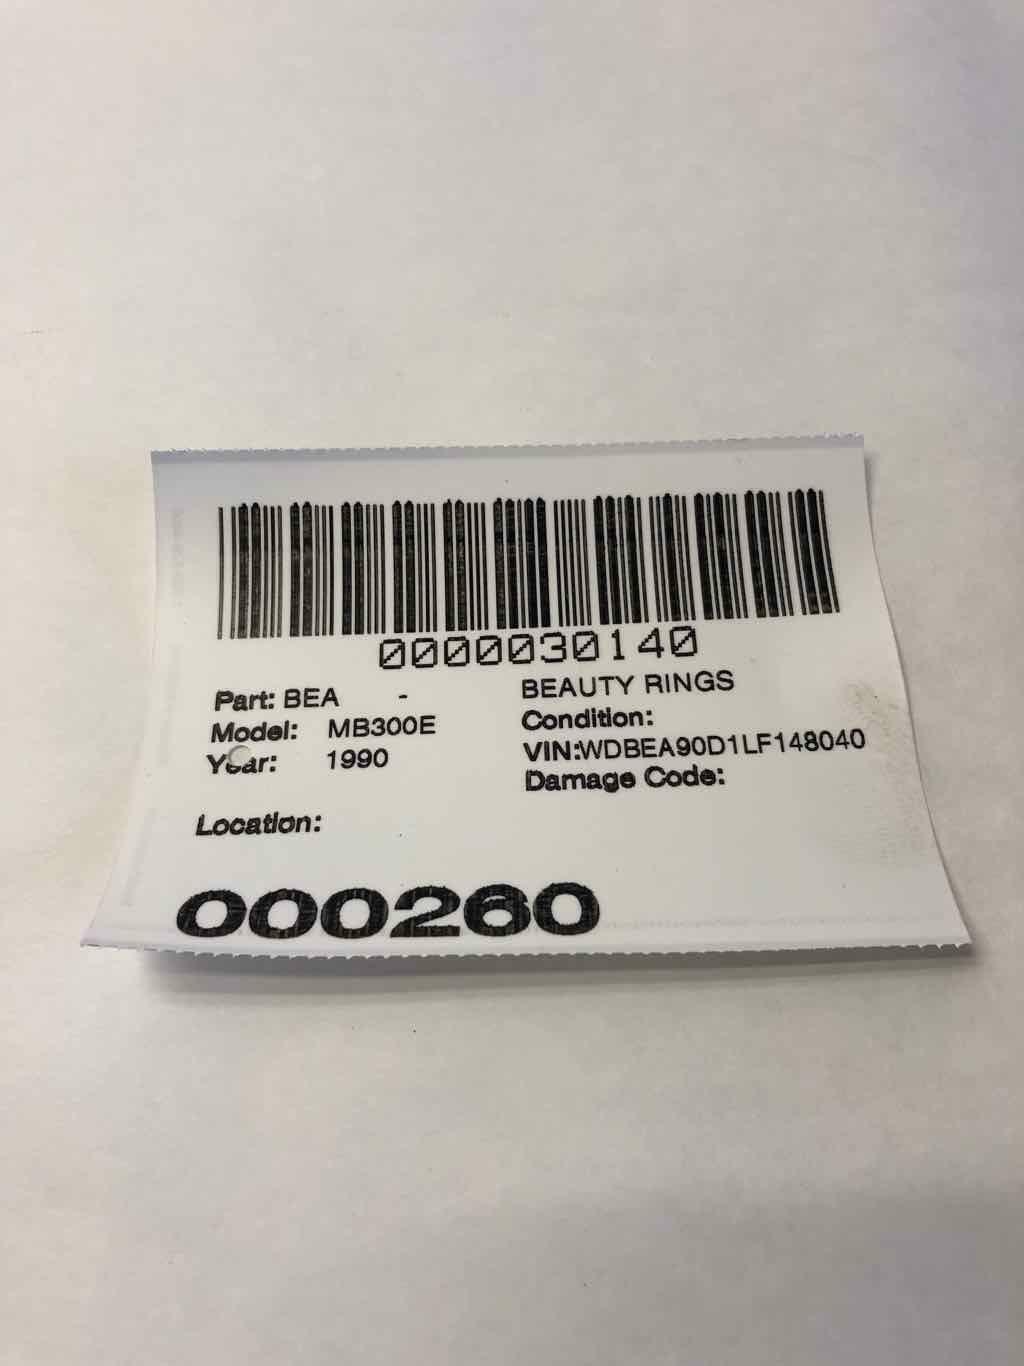 0000030140
Part: BEA - BEAUTY RINGS
Model: MB300E Condition:
Year: 1990 VIN:WDBEA90D1LF148040
Damage Code:
Location:
000260